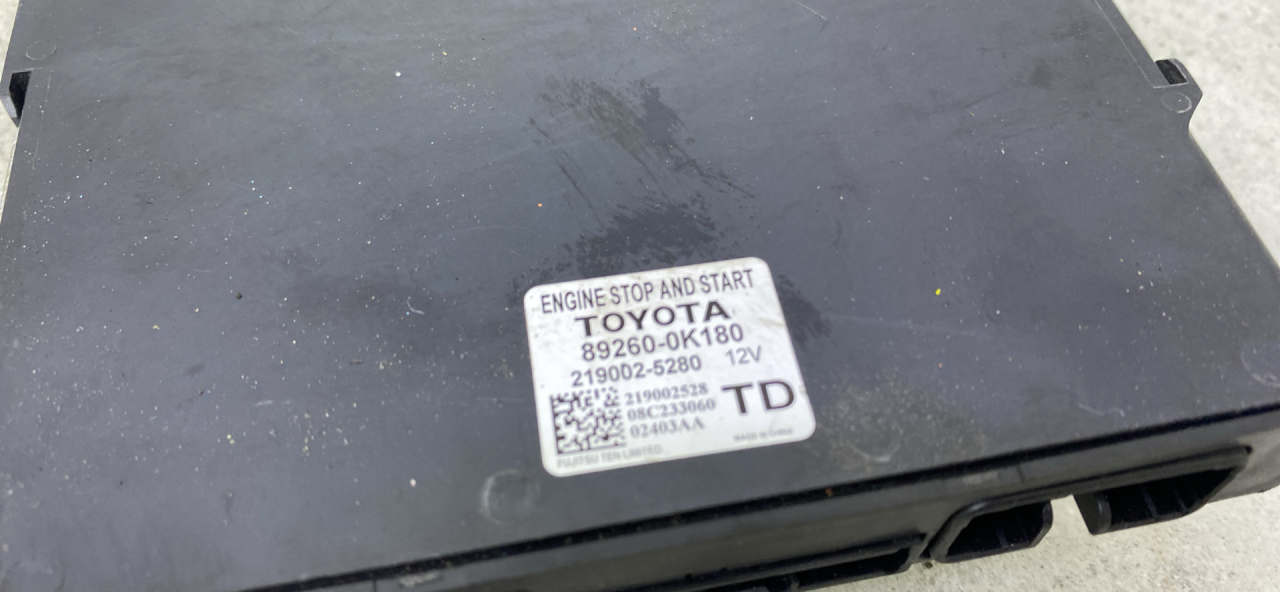 ENGINE STOP AND START
TOYOTA
89260-0K180
219002-5280 12V
219002528
08C233060
02403AA
TD
FUJITSU TEN LIMITED
MADE IN CHINA